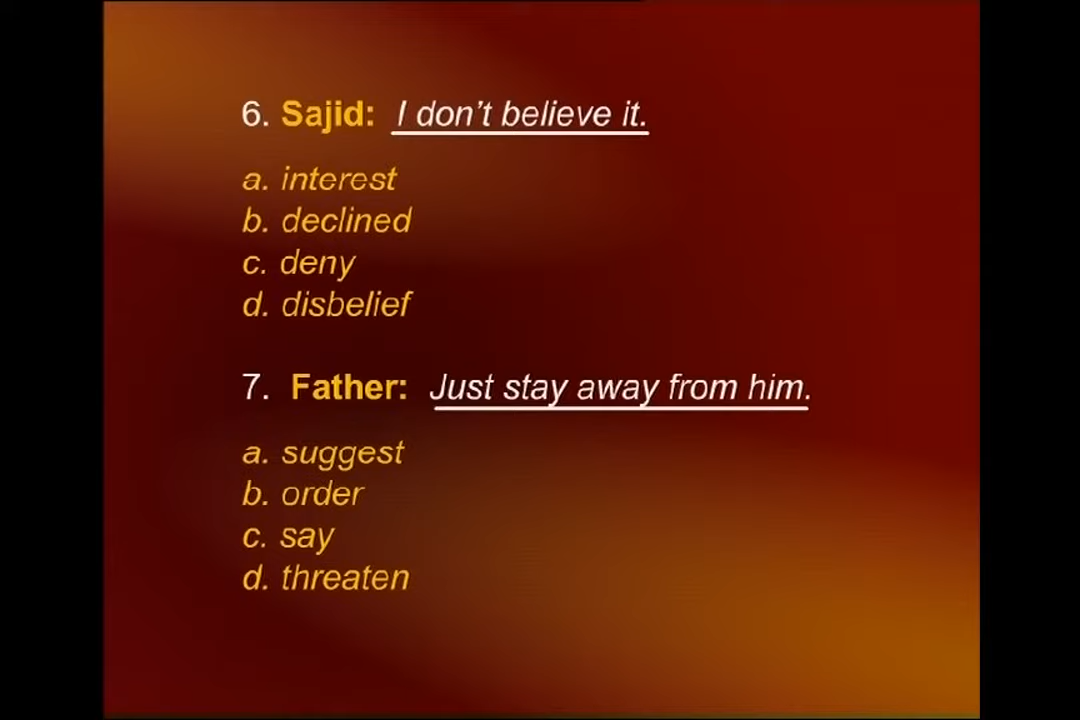 6. Sajid: I don't believe it.
a. interest
b. declined
c. deny
d. disbelief
7. Father: Just stay away from him.
a. suggest
b. order
c. say
d. threaten